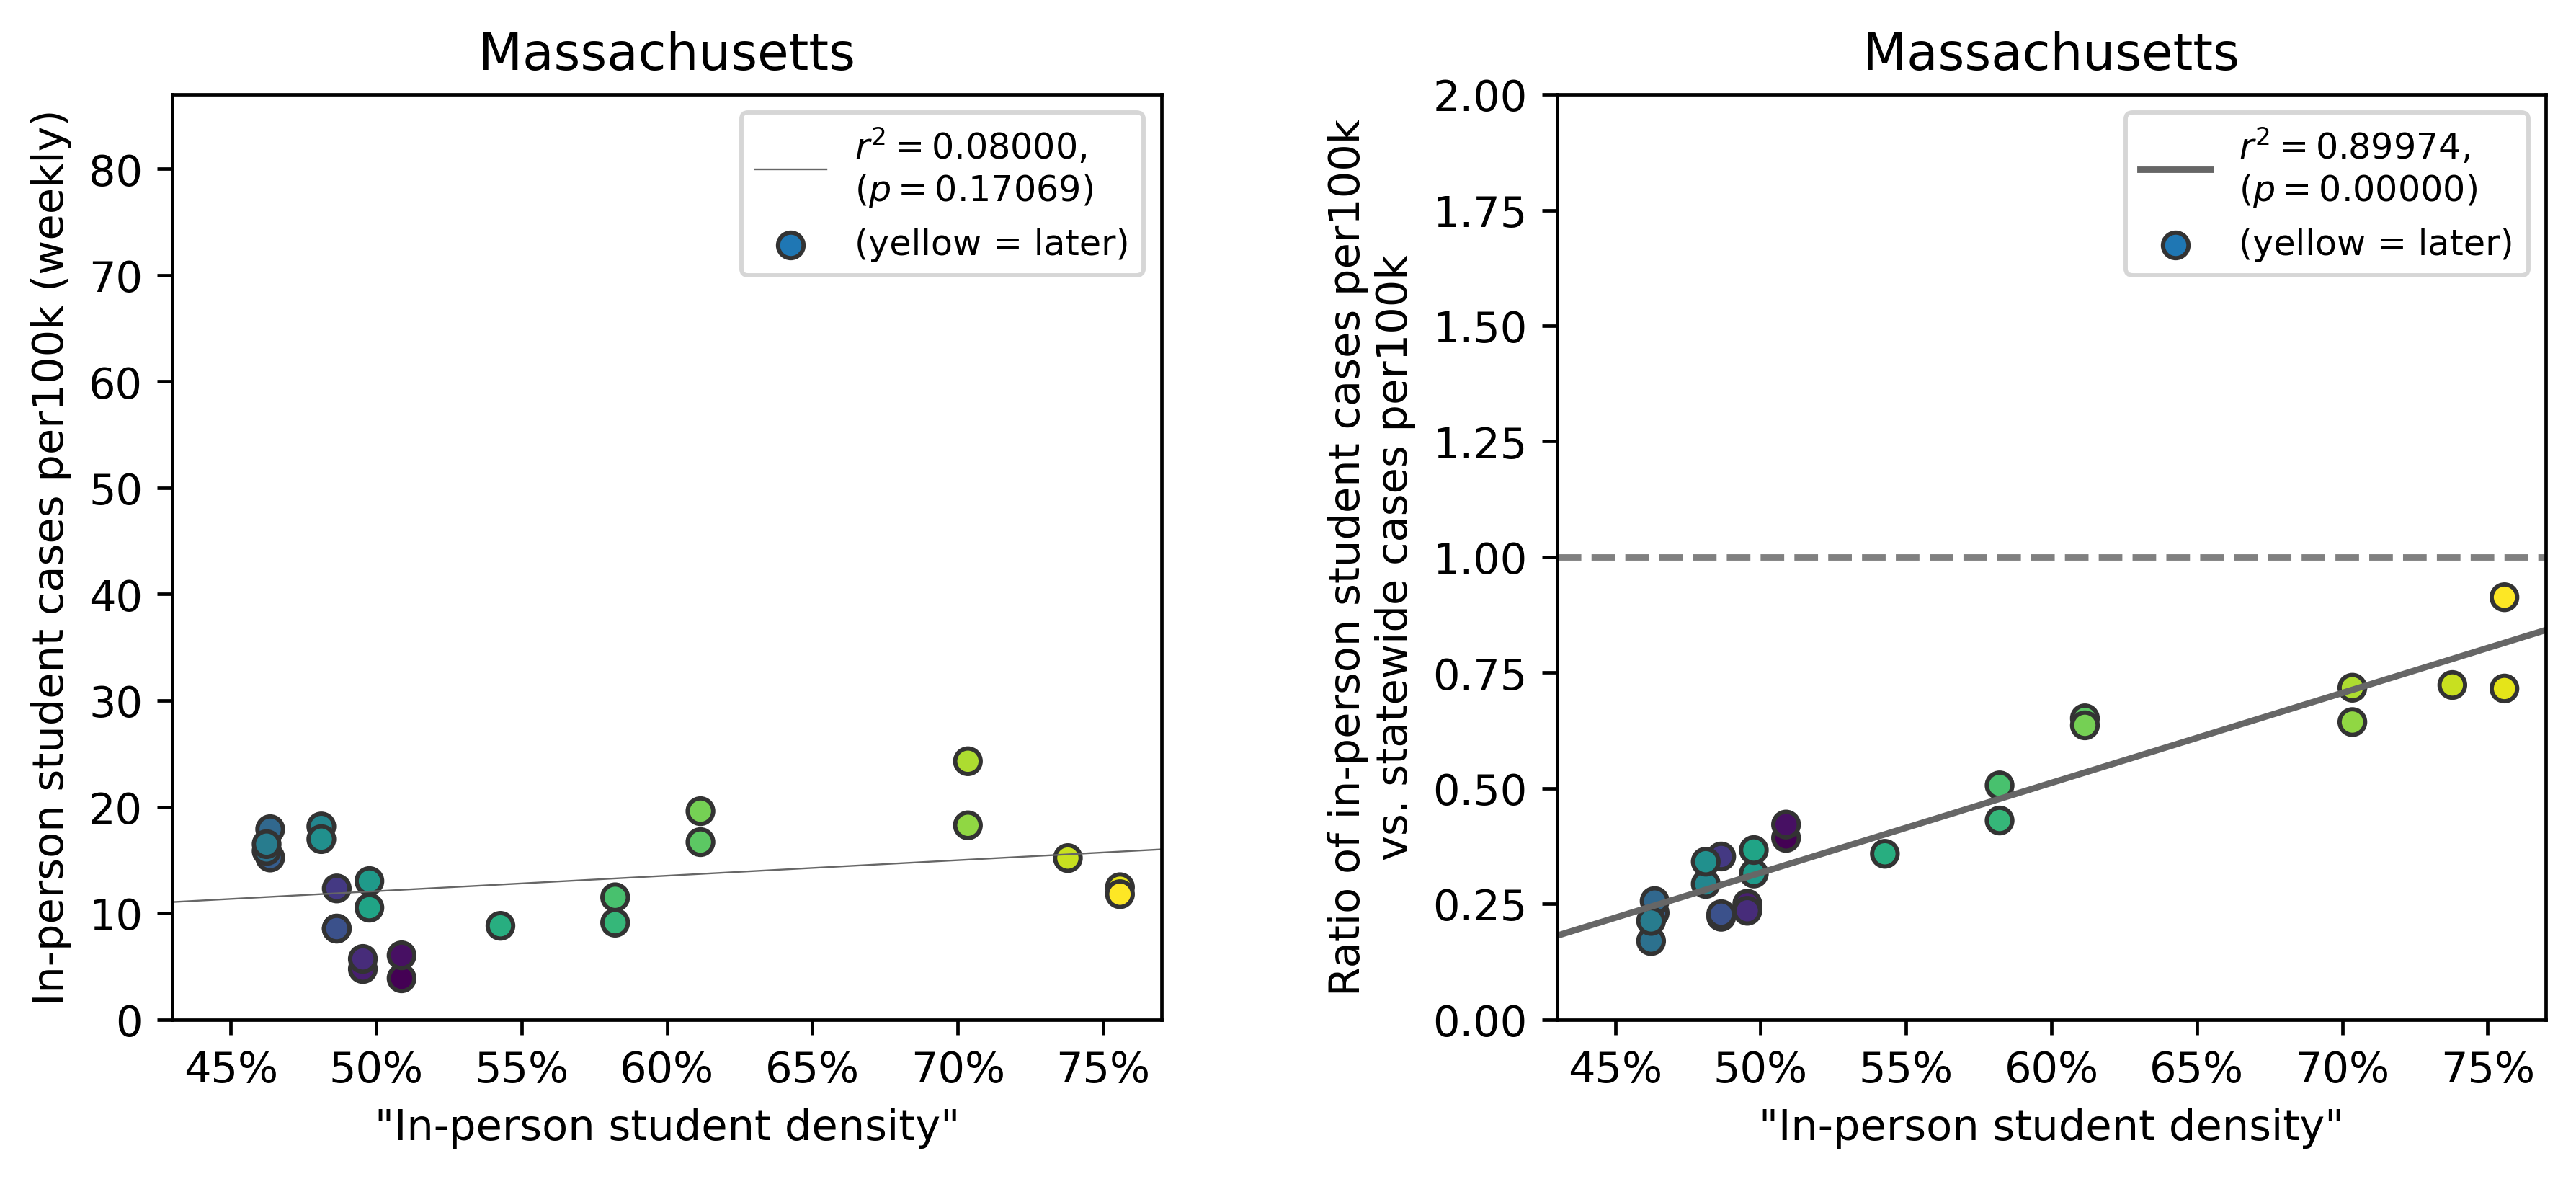 Massachusetts
In-person student cases per100k (weekly)
80
70
60
50
40
30
20
10
0
r² = 0.08000,
(p = 0.17069)
(yellow = later)
45% 50% 55% 60% 65% 70% 75%
"In-person student density"
Massachusetts
Ratio of in-person student cases per100k
vs. statewide cases per100k
2.00
1.75
1.50
1.25
1.00
0.75
0.50
0.25
0.00
r² = 0.89974,
(p = 0.00000)
(yellow = later)
45% 50% 55% 60% 65% 70% 75%
"In-person student density"